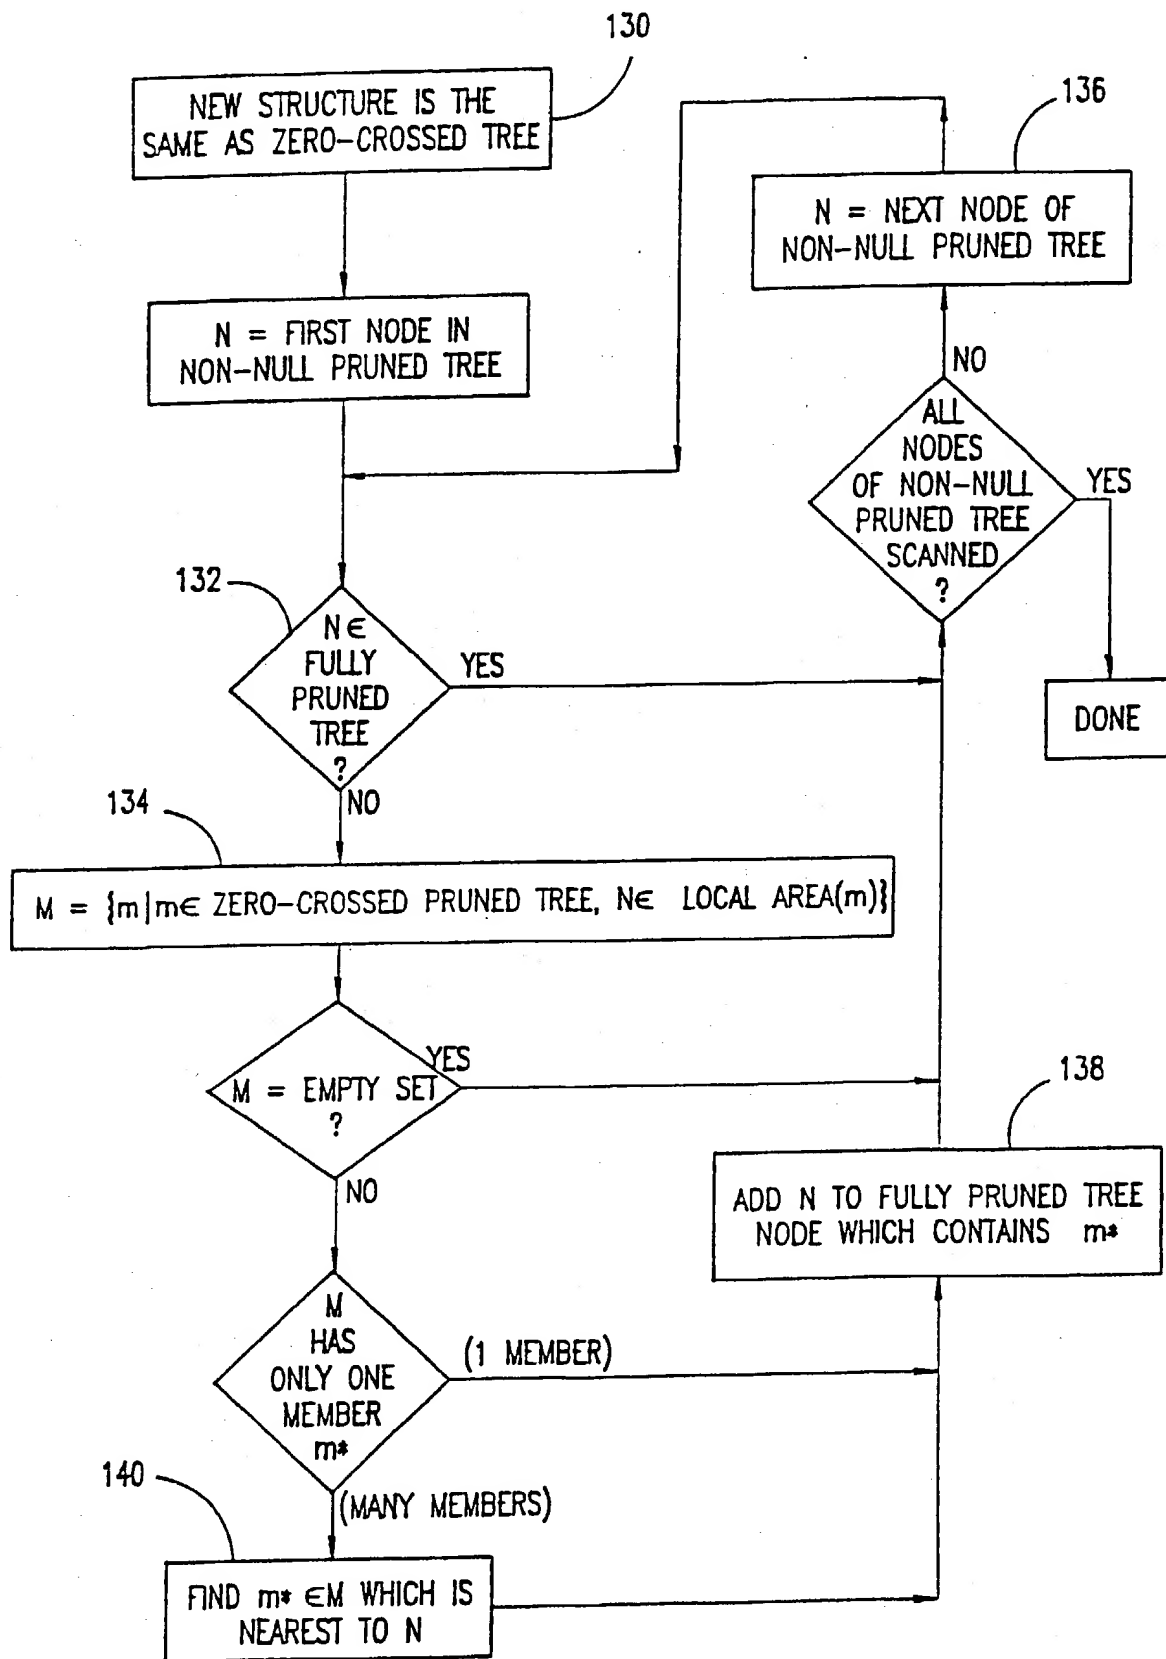 130
NEW STRUCTURE IS THE
SAME AS ZERO-CROSSED TREE
136
N = NEXT NODE OF
NON-NULL PRUNED TREE
N = FIRST NODE IN
NON-NULL PRUNED TREE
NO
ALL
NODES
OF NON-NULL
PRUNED TREE
SCANNED
?
YES
DONE
132
N∈
FULLY
PRUNED
TREE
?
YES
NO
134
M = {m|m∈ ZERO-CROSSED PRUNED TREE, N∈ LOCAL AREA(m)}
M = EMPTY SET
?
YES
NO
138
ADD N TO FULLY PRUNED TREE
NODE WHICH CONTAINS m*
M
HAS
ONLY ONE
MEMBER
m*
(1 MEMBER)
(MANY MEMBERS)
140
FIND m* ∈M WHICH IS
NEAREST TO N